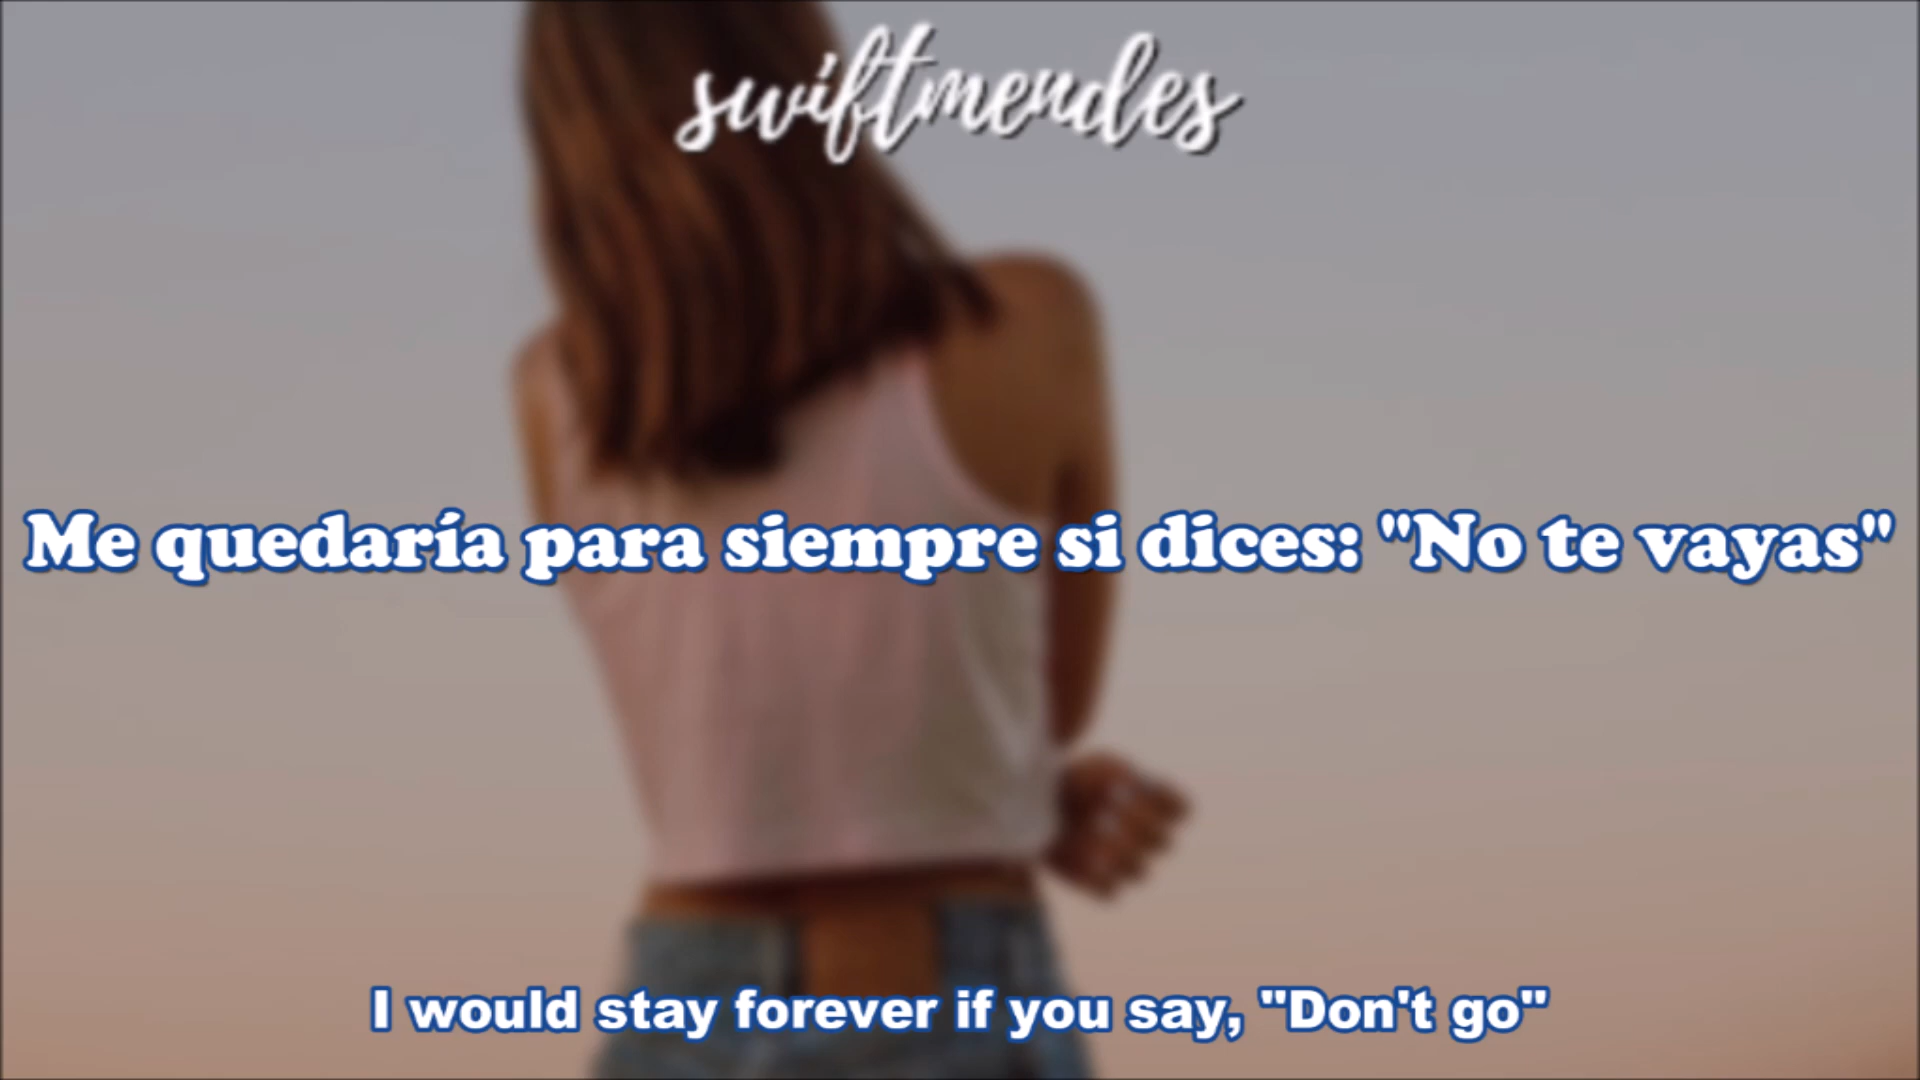 swiftmendes
Me quedaría para siempre si dices: "No te vayas"
I would stay forever if you say, "Don't go"